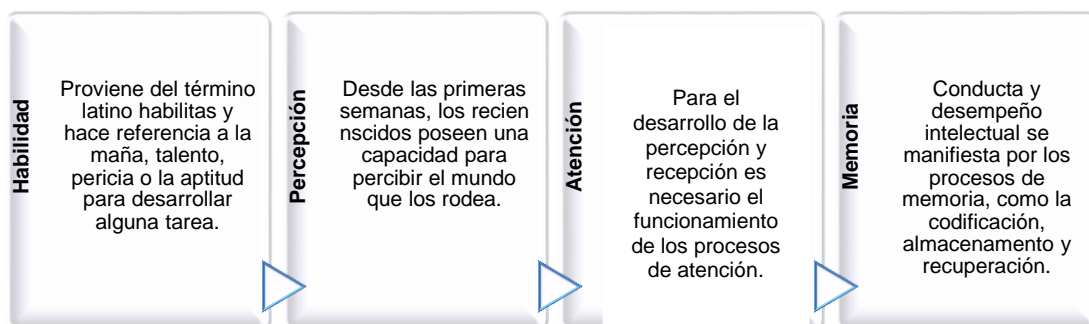 Habilidad
Proviene del término
latino habilitas y
hace referencia a la
maña, talento,
pericia o la aptitud
para desarrollar
alguna tarea.
Percepción
Desde las primeras
semanas, los recien
nscidos poseen una
capacidad para
percibir el mundo
que los rodea.
Atención
Para el
desarrollo de la
percepción y
recepción es
necesario el
funcionamiento
de los procesos
de atención.
Memoria
Conducta y
desempeño
intelectual se
manifiesta por los
procesos de
memoria, como la
codificación,
almacenamiento y
recuperación.